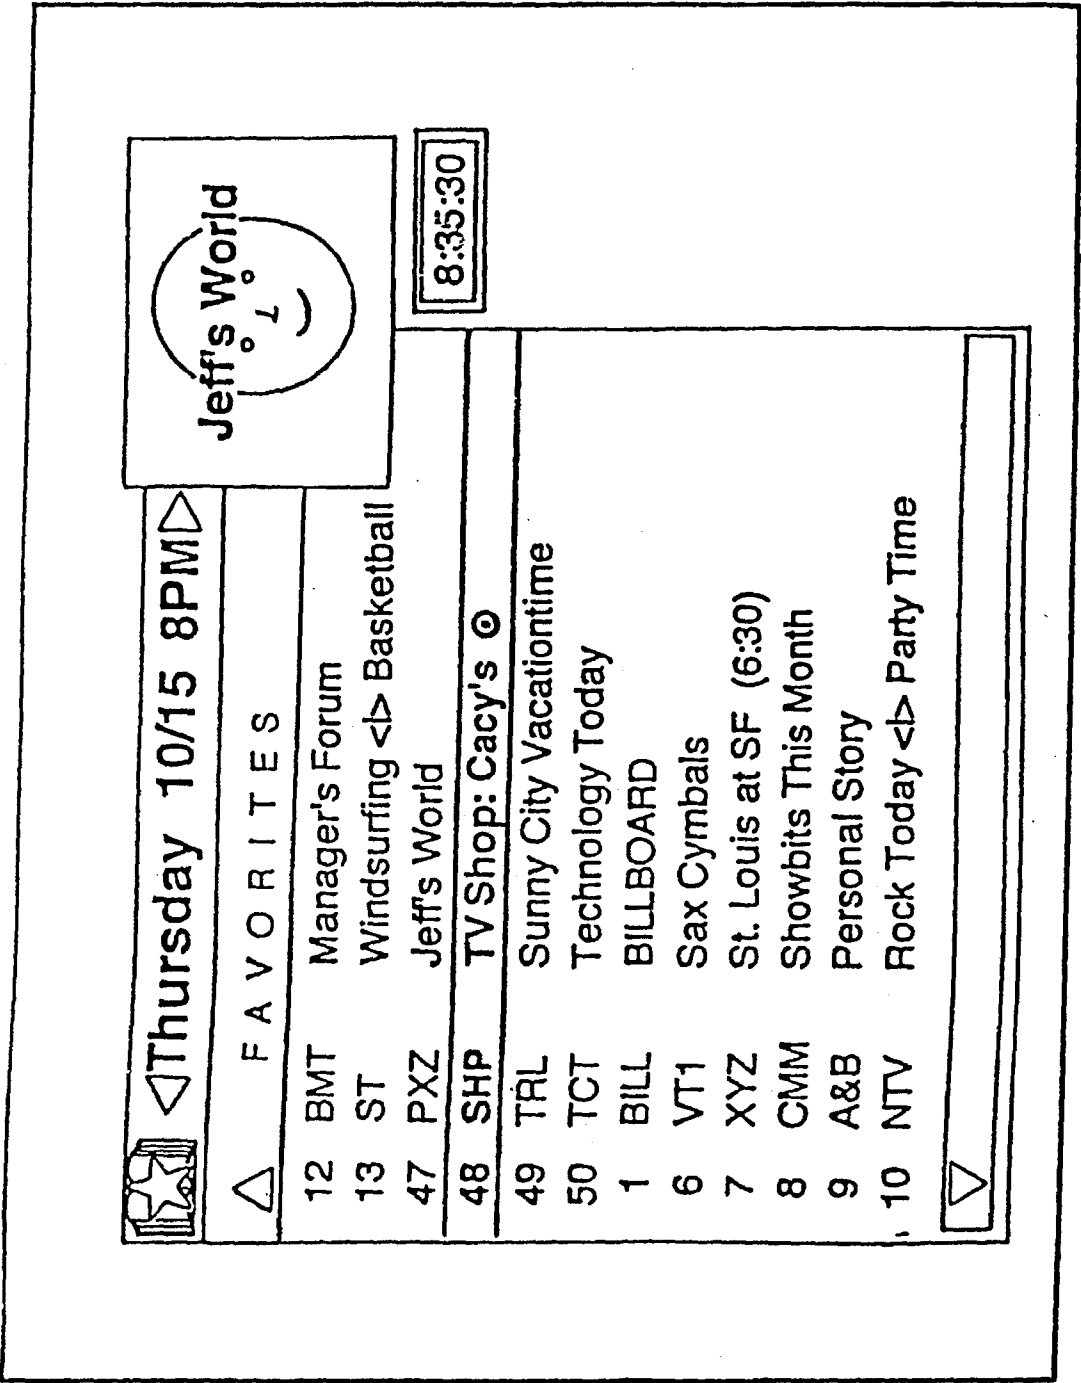 ◁Thursday 10/15 8PM▷
Jeff's World
8:35:30
△ FAVORITES
12 BMT Manager's Forum
13 ST Windsurfing <|> Basketball
47 PXZ Jeff's World
48 SHP TV Shop: Cacy's ⊙
49 TRL Sunny City Vacationtime
50 TCT Technology Today
1 BILL BILLBOARD
6 VT1 Sax Cymbals
7 XYZ St. Louis at SF (6:30)
8 CMM Showbits This Month
9 A&B Personal Story
10 NTV Rock Today <|> Party Time
▽